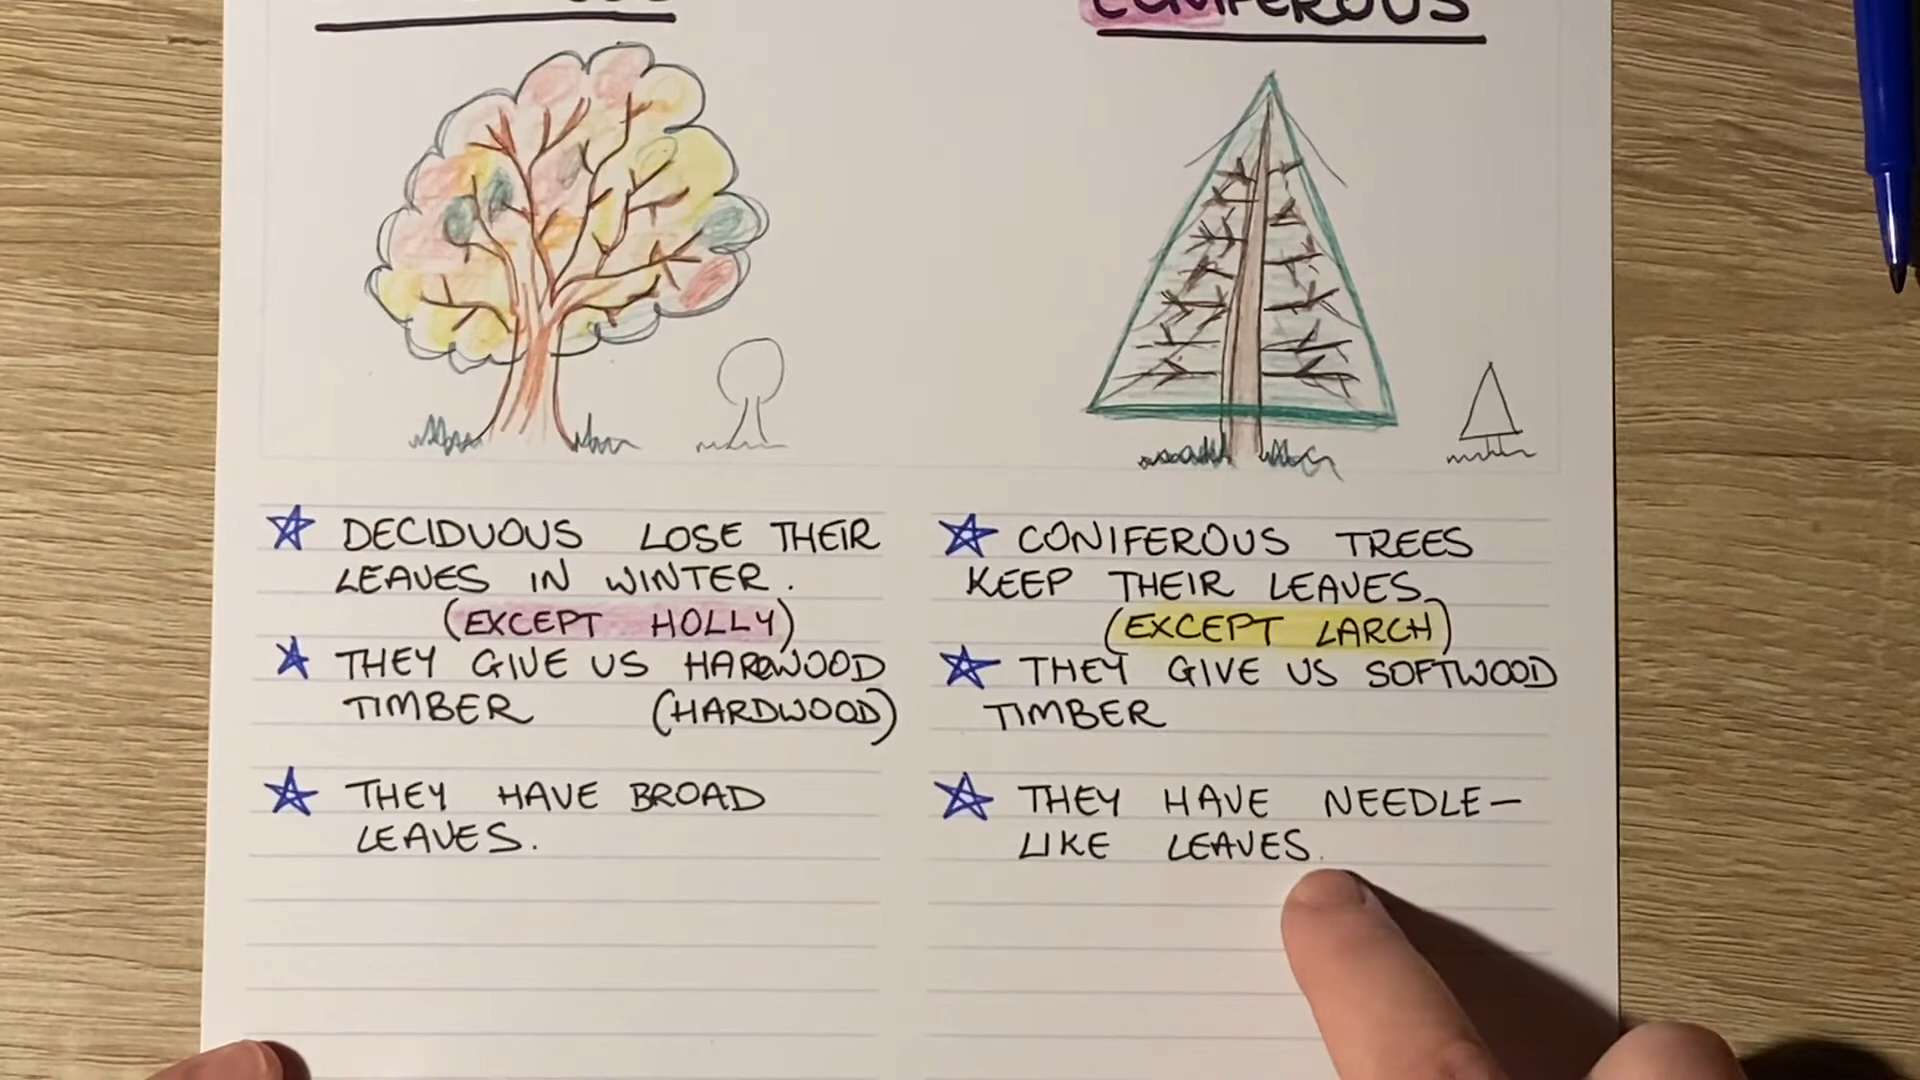 CONIFEROUS
DECIDUOUS LOSE THEIR
LEAVES IN WINTER.
(EXCEPT HOLLY)
THEY GIVE US HARDWOOD
TIMBER (HARDWOOD)
THEY HAVE BROAD
LEAVES.
CONIFEROUS TREES
KEEP THEIR LEAVES
(EXCEPT LARCH)
THEY GIVE US SOFTWOOD
TIMBER
THEY HAVE NEEDLE-
LIKE LEAVES.